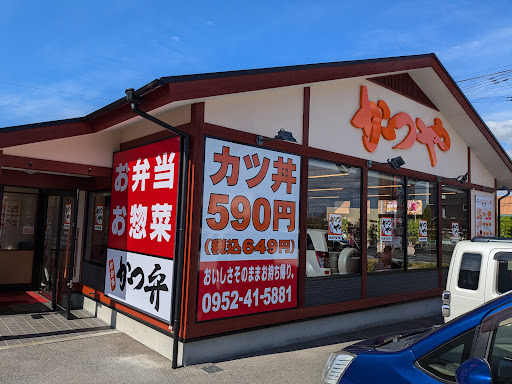 かつや
お弁当
お惣菜
かつ弁
カツ丼
590円
(税込649円)
おいしさそのままお持ち帰り、
0952-41-5881